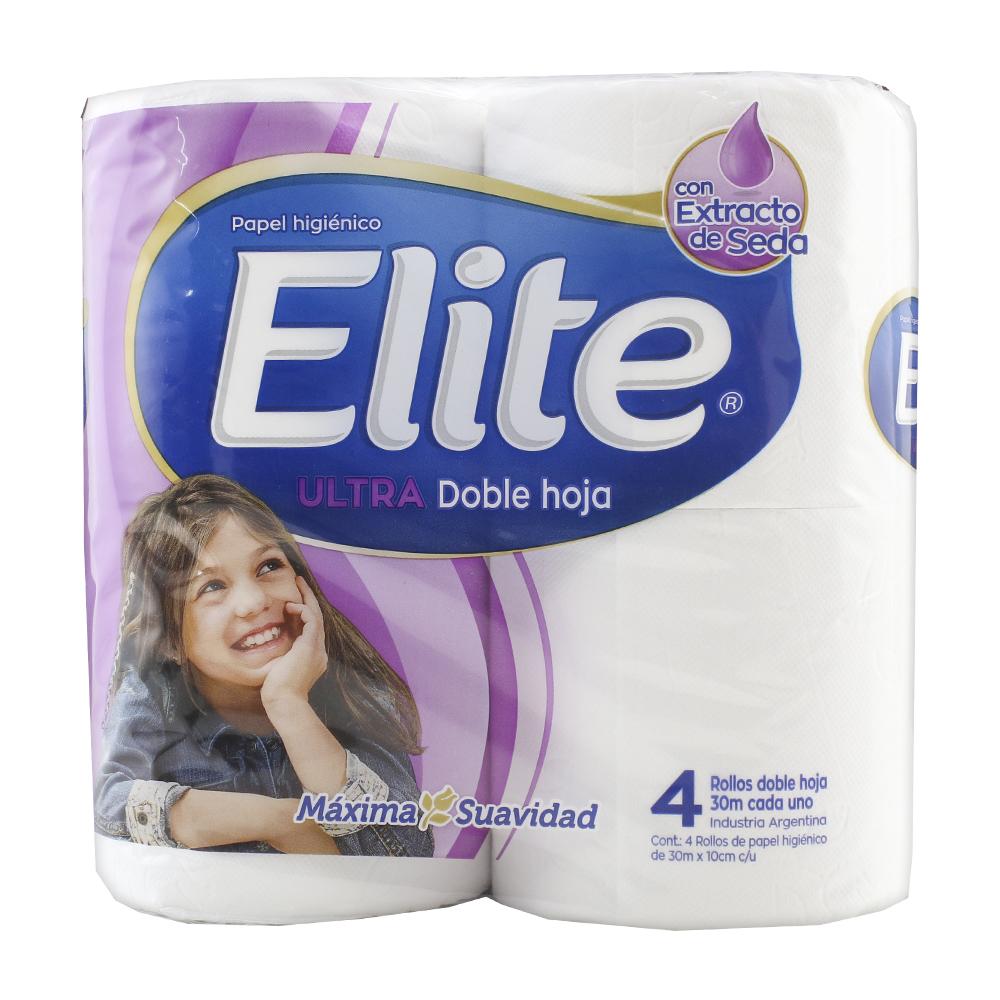 con
Extracto
de Seda
Papel higiénico
Elite
®
ULTRA Doble hoja
Máxima Suavidad
4 Rollos doble hoja
30m cada uno
Industria Argentina
Cont.: 4 Rollos de papel higiénico
de 30m x 10cm c/u